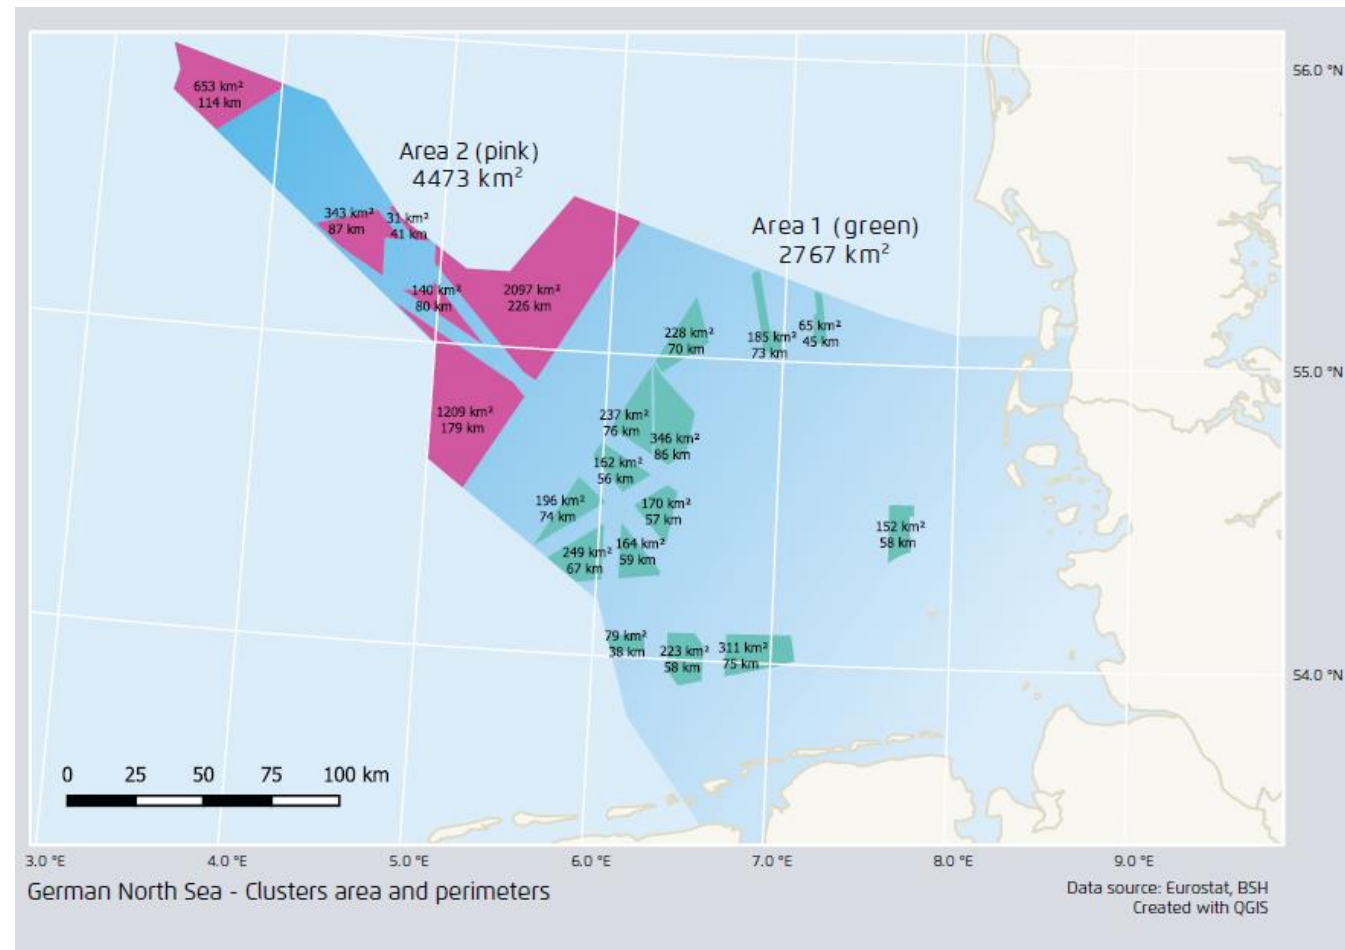 56.0 °N
653 km²
114 km
Area 2 (pink)
4473 km²
343 km²
87 km
31 km²
41 km
Area 1 (green)
2767 km²
140 km²
80 km
2097 km²
226 km
228 km²
70 km
185 km²
73 km
65 km²
45 km
55.0 °N
1209 km²
179 km
237 km²
76 km
346 km²
86 km
162 km²
56 km
196 km²
74 km
170 km²
57 km
152 km²
58 km
249 km²
67 km
164 km²
59 km
79 km²
38 km
223 km²
58 km
311 km²
75 km
54.0 °N
0 25 50 75 100 km
3.0 °E 4.0 °E 5.0 °E 6.0 °E 7.0 °E 8.0 °E 9.0 °E
German North Sea - Clusters area and perimeters
Data source: Eurostat, BSH
Created with QGIS